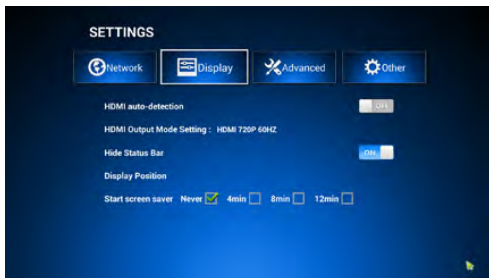 SETTINGS
Network Display Advanced Other
HDMI auto-detection OFF
HDMI Output Mode Setting : HDMI 720P 60HZ
Hide Status Bar ON
Display Position
Start screen saver Never 4min 8min 12min